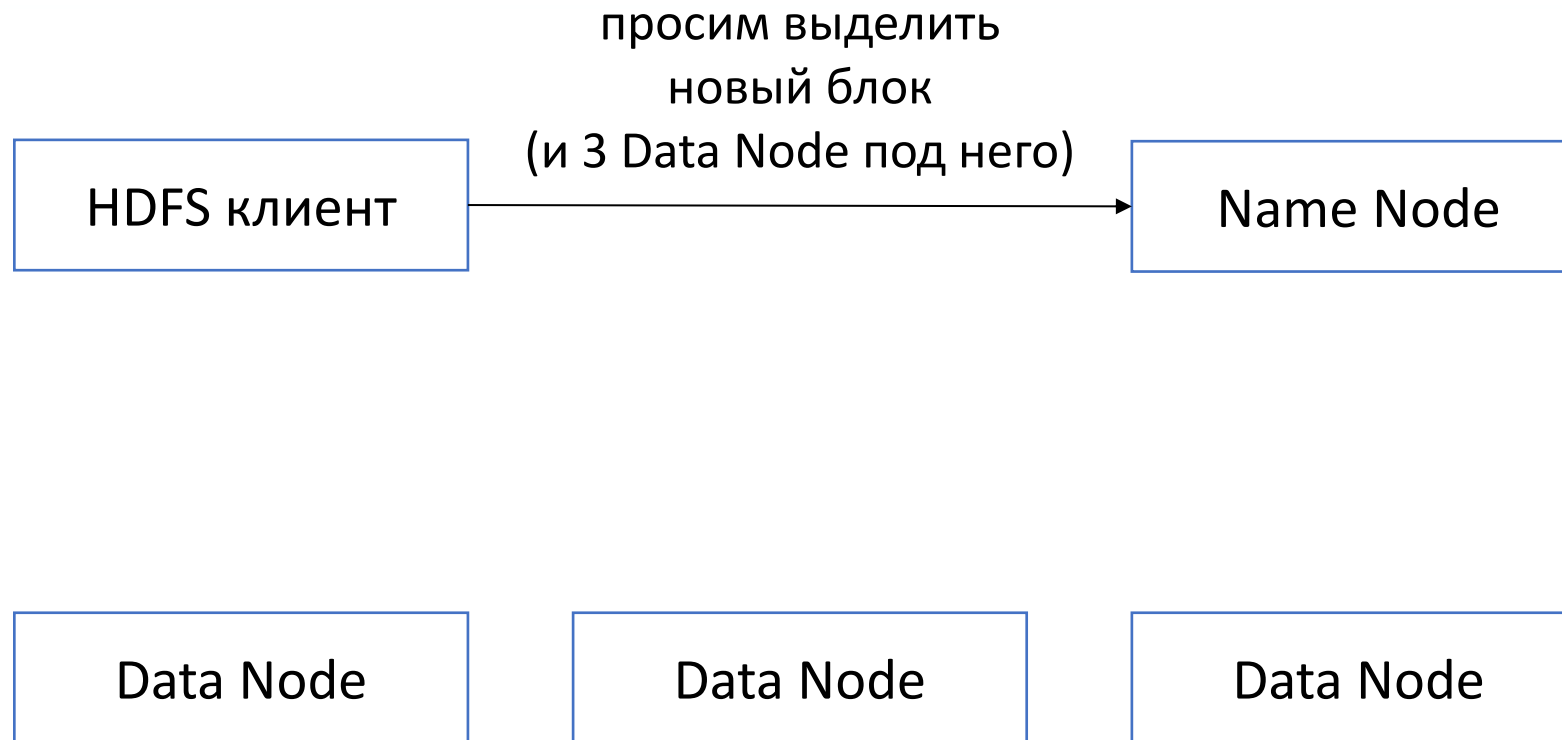 просим выделить
новый блок
(и 3 Data Node под него)
HDFS клиент
Name Node
Data Node
Data Node
Data Node